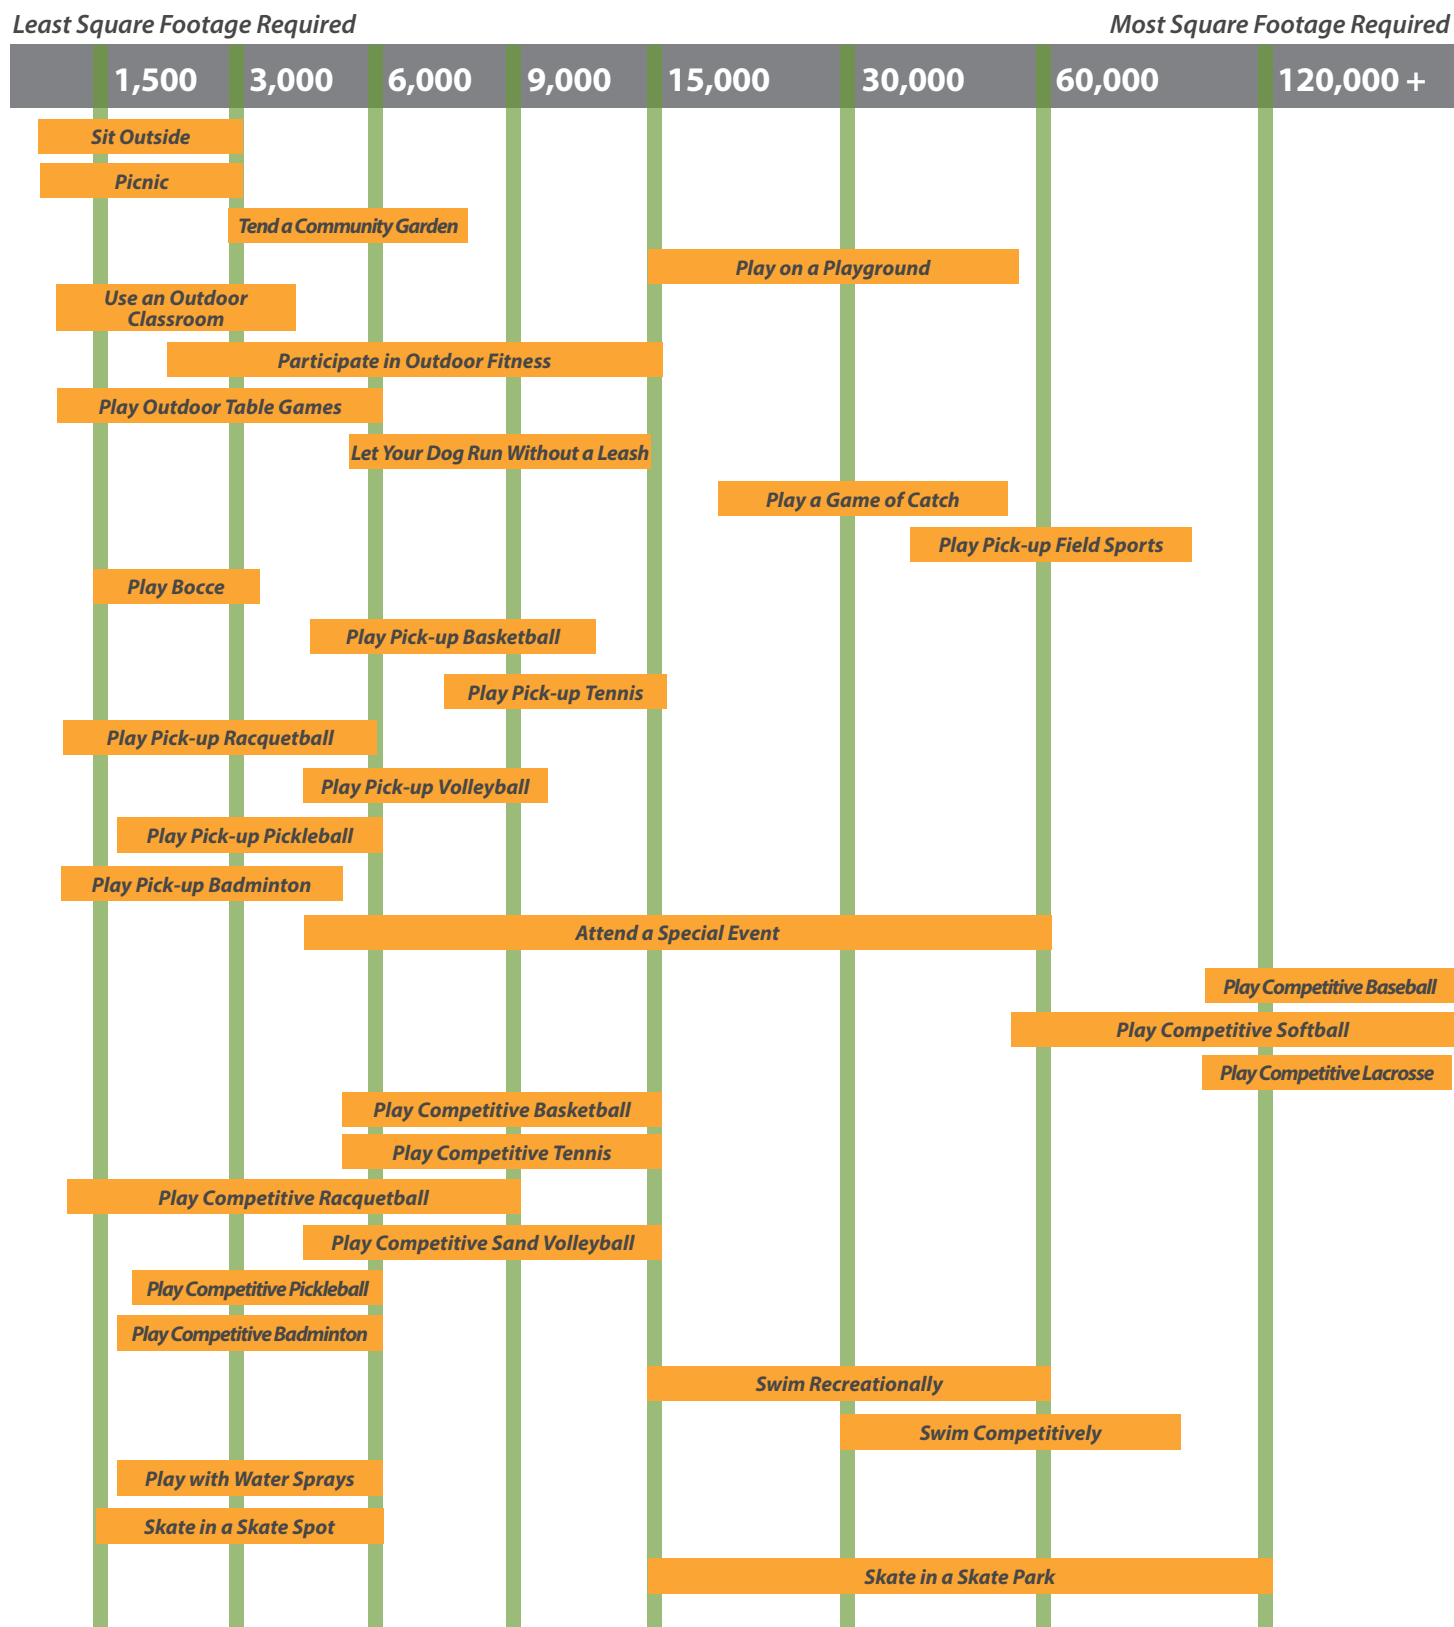 Least Square Footage Required
Most Square Footage Required
1,500
3,000
6,000
9,000
15,000
30,000
60,000
120,000 +
Sit Outside
Picnic
Tend a Community Garden
Play on a Playground
Use an Outdoor
Classroom
Participate in Outdoor Fitness
Play Outdoor Table Games
Let Your Dog Run Without a Leash
Play a Game of Catch
Play Pick-up Field Sports
Play Bocce
Play Pick-up Basketball
Play Pick-up Tennis
Play Pick-up Racquetball
Play Pick-up Volleyball
Play Pick-up Pickleball
Play Pick-up Badminton
Attend a Special Event
Play Competitive Baseball
Play Competitive Softball
Play Competitive Lacrosse
Play Competitive Basketball
Play Competitive Tennis
Play Competitive Racquetball
Play Competitive Sand Volleyball
Play Competitive Pickleball
Play Competitive Badminton
Swim Recreationally
Swim Competitively
Play with Water Sprays
Skate in a Skate Spot
Skate in a Skate Park